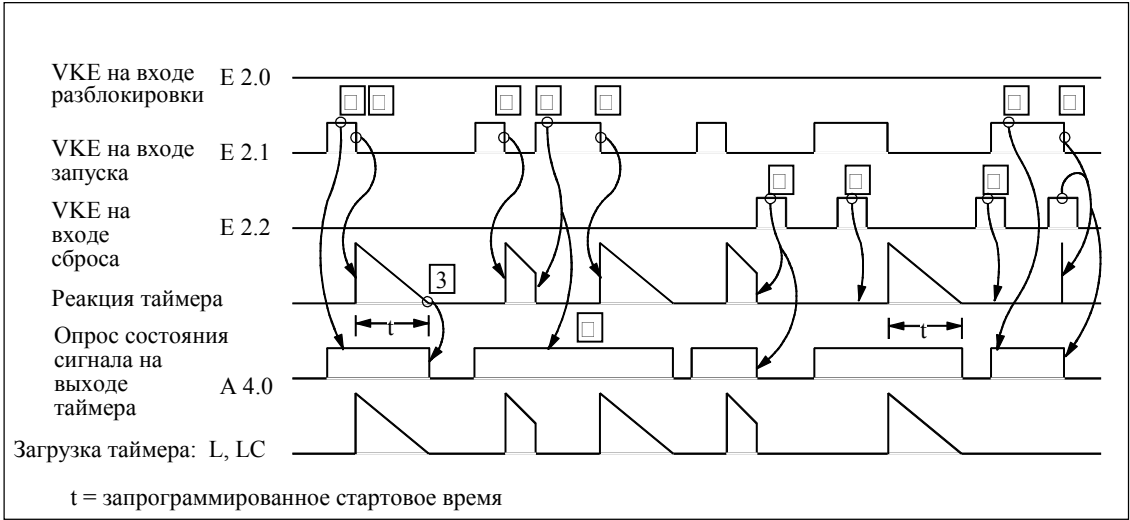 VKE на входе
разблокировки
E 2.0
VKE на входе
запуска
E 2.1
VKE на
входе
сброса
E 2.2
3
Реакция таймера
t
t
Опрос состояния
сигнала на
выходе
таймера
A 4.0
Загрузка таймера: L, LC
t = запрограммированное стартовое время